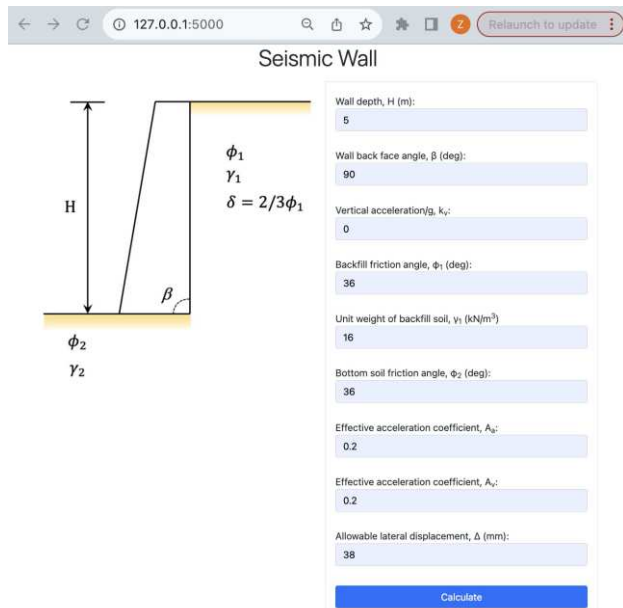 127.0.0.1:5000
Z
Relaunch to update
Seismic Wall
H
β
ϕ₁
γ₁
δ = 2/3ϕ₁
ϕ₂
γ₂
Wall depth, H (m):
5
Wall back face angle, β (deg):
90
Vertical acceleration/g, kᵥ:
0
Backfill friction angle, ϕ₁ (deg):
36
Unit weight of backfill soil, γ₁ (kN/m³)
16
Bottom soil friction angle, ϕ₂ (deg):
36
Effective acceleration coefficient, Aₐ:
0.2
Effective acceleration coefficient, Aᵥ:
0.2
Allowable lateral displacement, Δ (mm):
38
Calculate